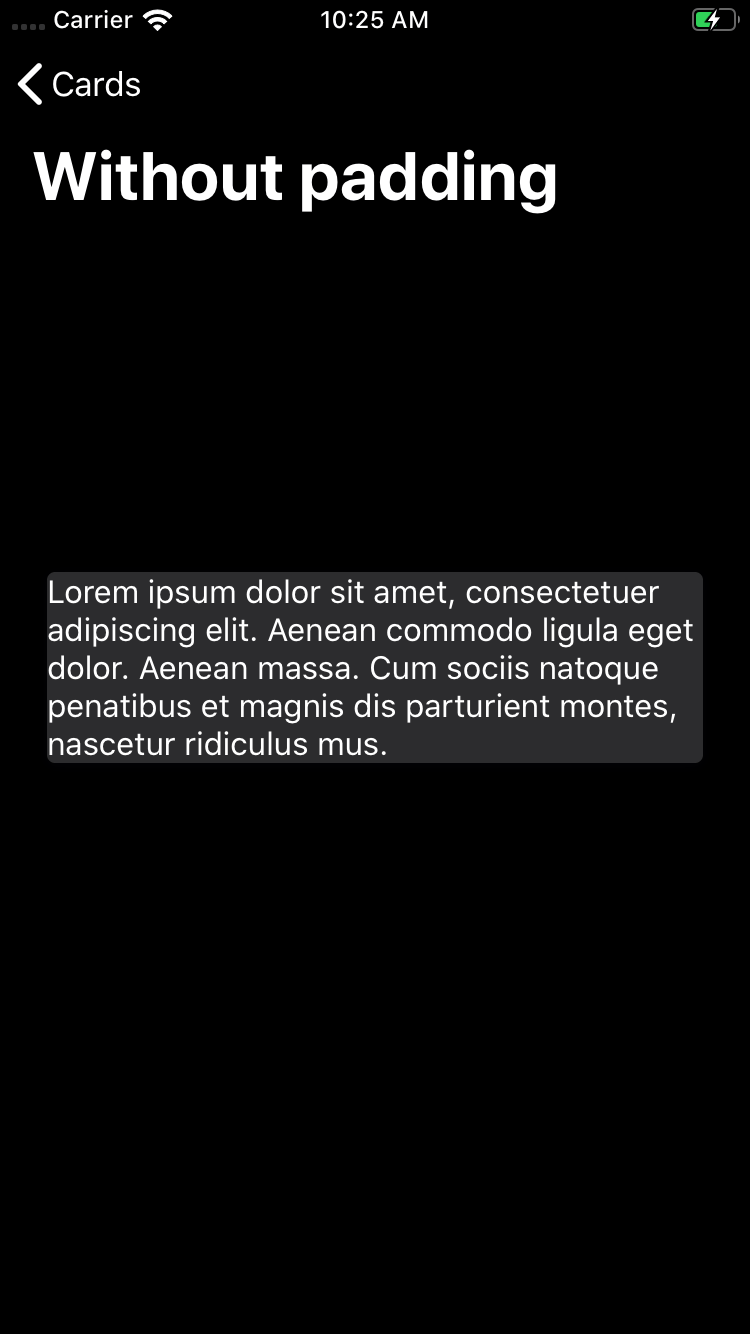 Carrier 10:25 AM
Cards
Without padding
Lorem ipsum dolor sit amet, consectetuer
adipiscing elit. Aenean commodo ligula eget
dolor. Aenean massa. Cum sociis natoque
penatibus et magnis dis parturient montes,
nascetur ridiculus mus.